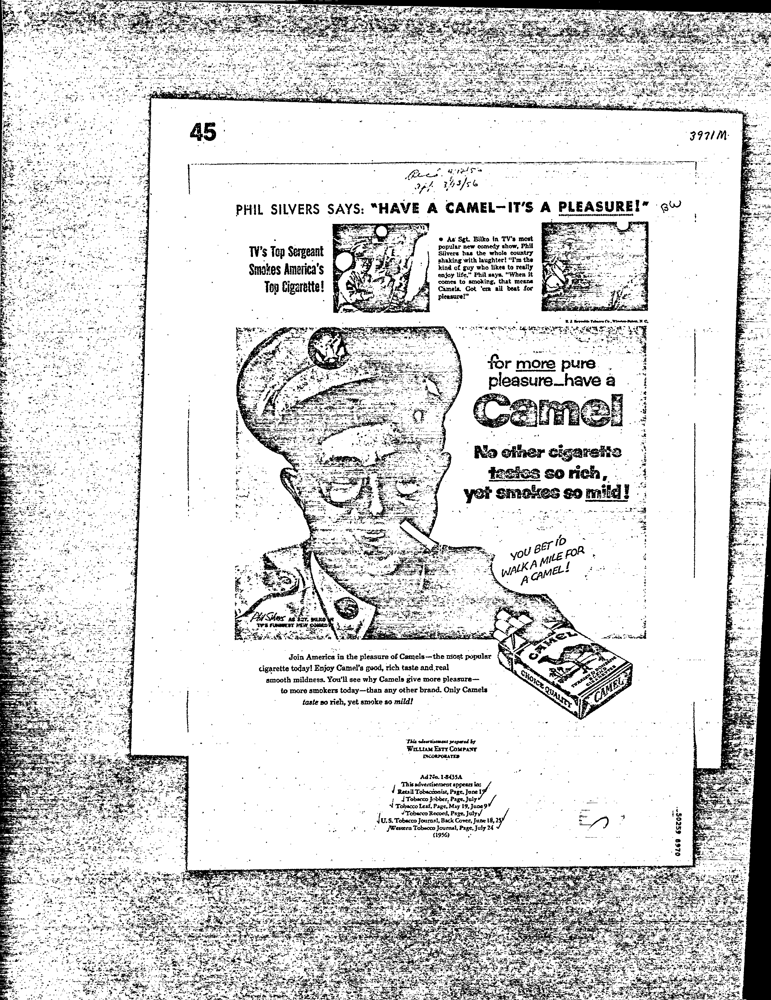 45
3971M
PHIL SILVERS SAYS: "HAVE A CAMEL—IT'S A PLEASURE!"
BW
TV's Top Sergeant
Smokes America's
Top Cigarette!
• As Sgt. Bilko in TV's most
popular new comedy show, Phil
Silvers has the whole country
shaking with laughter! "I'm the
kind of guy who likes to really
enjoy life," Phil says. "When it
comes to smoking, that means
Camels. Got 'em all beat for
pleasure!"
R. J. Reynolds Tobacco Co., Winston-Salem, N. C.
for more pure
pleasure—have a
Camel
No other cigarette
tastes so rich,
yet smokes so mild!
YOU BET I'D
WALK A MILE FOR
A CAMEL!
Phil Silvers AS SGT. BILKO
TV'S FUNNIEST NEW COMEDY
CAMEL
CHOICE QUALITY
CAMEL
Join America in the pleasure of Camels—the most popular
cigarette today! Enjoy Camel's good, rich taste and real
smooth mildness. You'll see why Camels give more pleasure—
to more smokers today—than any other brand. Only Camels
taste so rich, yet smoke so mild!
This advertisement prepared by
WILLIAM ESTY COMPANY
INCORPORATED
Ad No. 1-8435A
This advertisement appears in:
Retail Tobacconist, Page, June
Tobacco Jobber, Page, July
Tobacco Leaf, Page, May 19, June 9
Tobacco Record, Page, July
U. S. Tobacco Journal, Back Cover, June 18, 25
Western Tobacco Journal, Page, July 24
(1956)
50259 6970